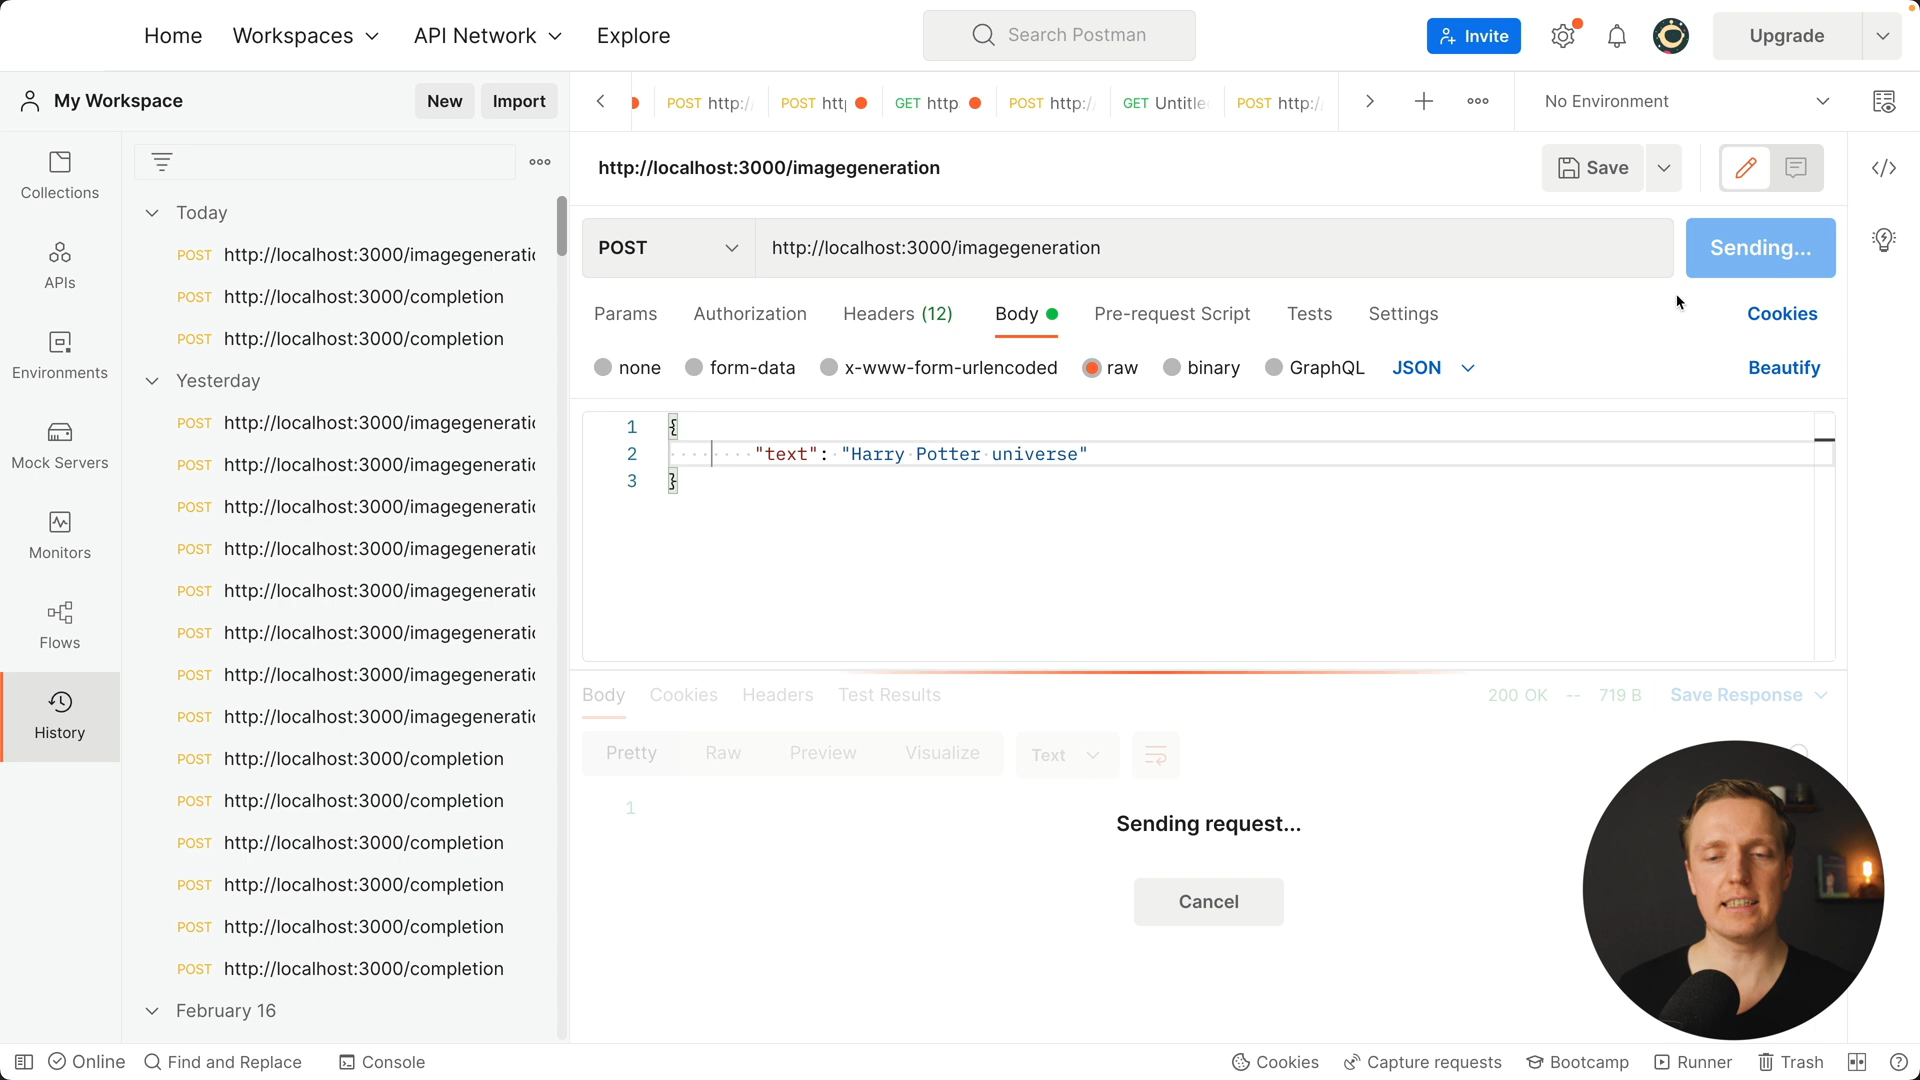 Home Workspaces API Network Explore Search Postman Invite Upgrade
My Workspace New Import
POST http:/ POST htt GET http POST http:/ GET Untitle POST http:/ No Environment
Collections
APIs
Environments
Mock Servers
Monitors
Flows
History
Today
POST http://localhost:3000/imagegeneratio
POST http://localhost:3000/completion
POST http://localhost:3000/completion
Yesterday
POST http://localhost:3000/imagegeneratio
POST http://localhost:3000/imagegeneratio
POST http://localhost:3000/imagegeneratio
POST http://localhost:3000/imagegeneratio
POST http://localhost:3000/imagegeneratio
POST http://localhost:3000/imagegeneratio
POST http://localhost:3000/imagegeneratio
POST http://localhost:3000/imagegeneratio
POST http://localhost:3000/completion
POST http://localhost:3000/completion
POST http://localhost:3000/completion
POST http://localhost:3000/completion
POST http://localhost:3000/completion
POST http://localhost:3000/completion
February 16
http://localhost:3000/imagegeneration Save
POST http://localhost:3000/imagegeneration Sending...
Params Authorization Headers (12) Body Pre-request Script Tests Settings Cookies
none form-data x-www-form-urlencoded raw binary GraphQL JSON Beautify
1 {
2 "text": "Harry Potter universe"
3 }
Body Cookies Headers Test Results 200 OK -- 719 B Save Response
Pretty Raw Preview Visualize Text
1
Sending request...
Cancel
Online Find and Replace Console Cookies Capture requests Bootcamp Runner Trash